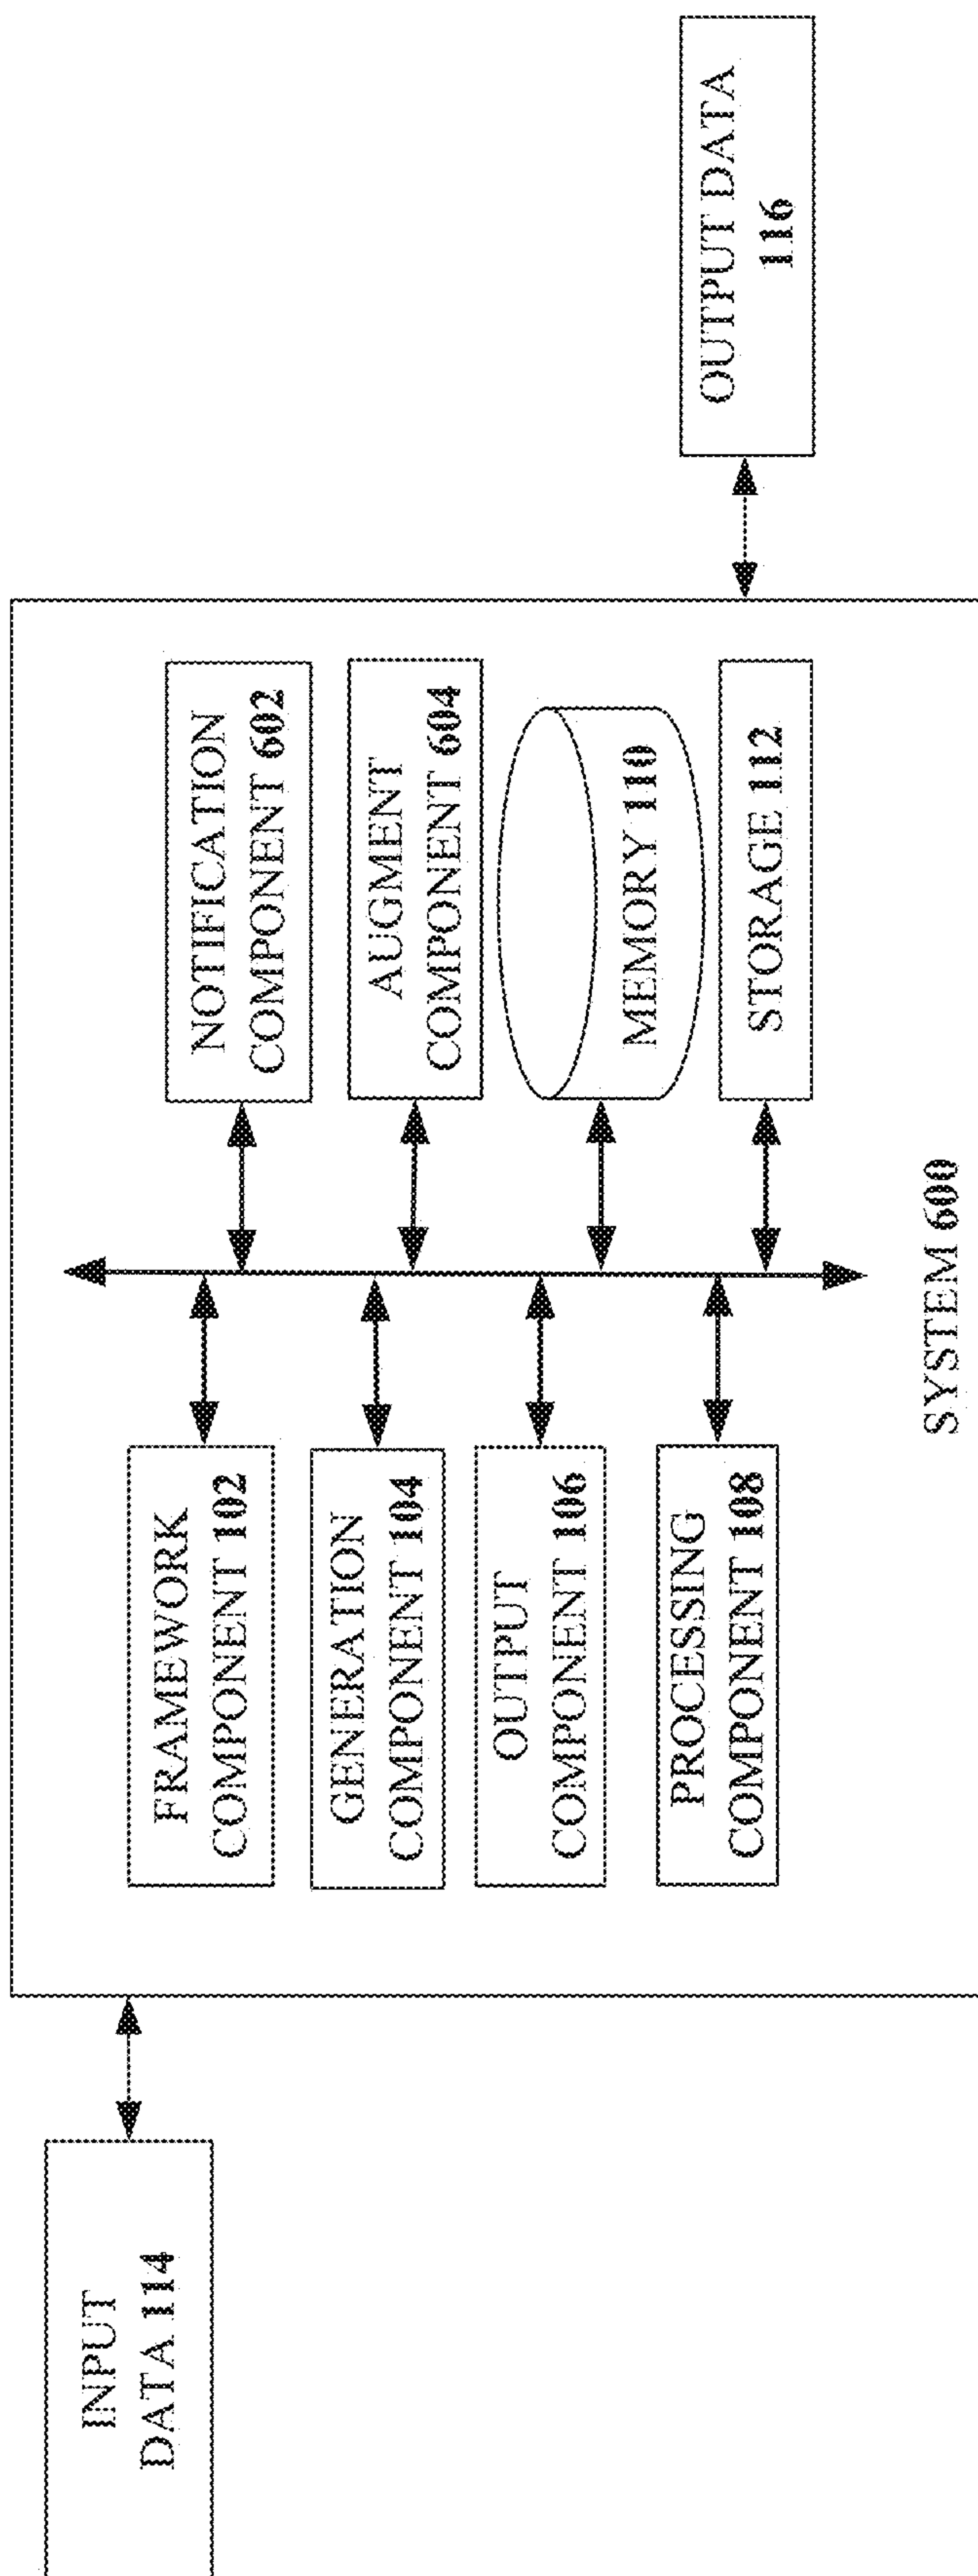 INPUT
DATA 114
FRAMEWORK
COMPONENT 102
GENERATION
COMPONENT 104
OUTPUT
COMPONENT 106
PROCESSING
COMPONENT 108
NOTIFICATION
COMPONENT 602
AUGMENT
COMPONENT 604
MEMORY 110
STORAGE 112
SYSTEM 600
OUTPUT DATA
116